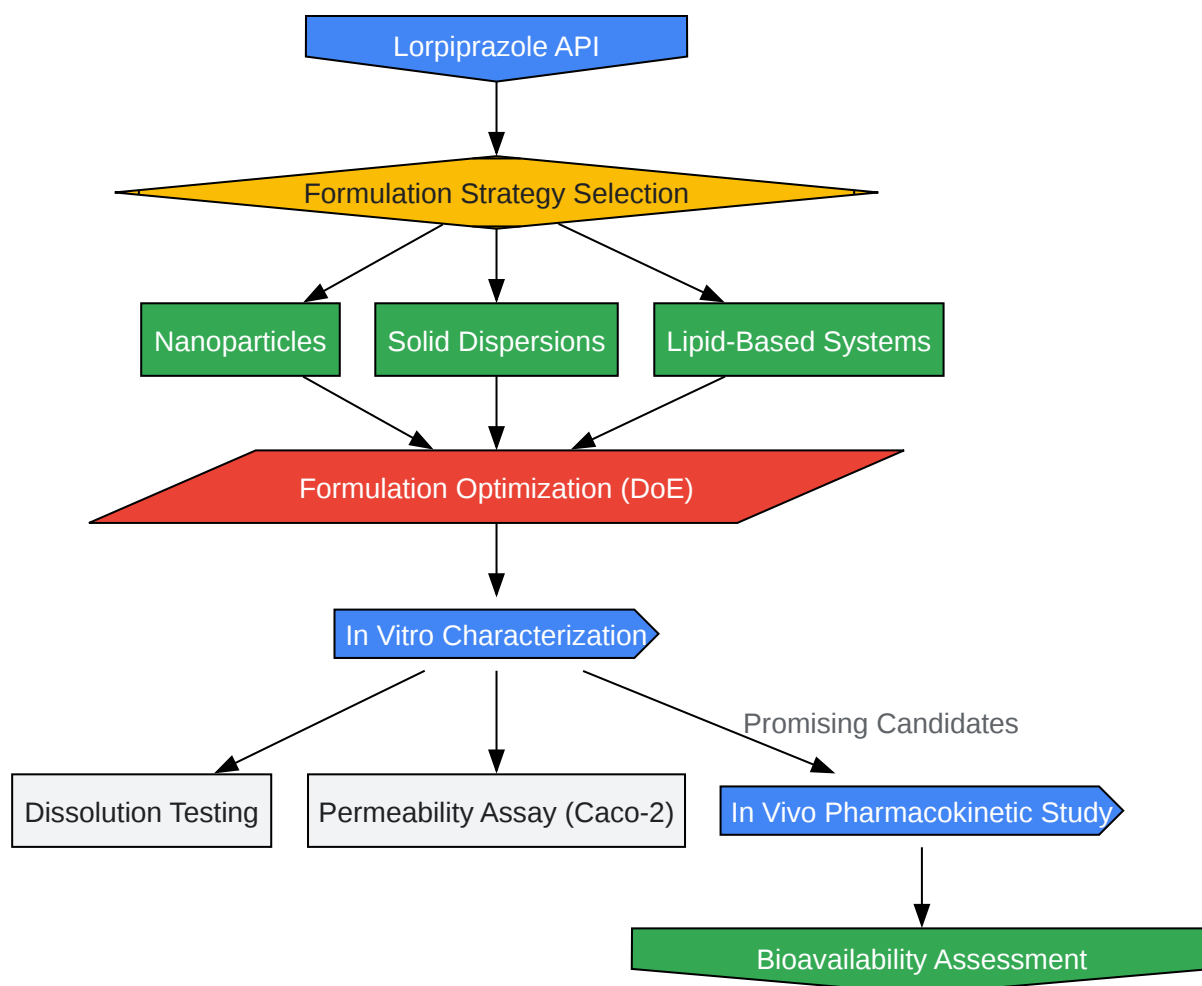 Lorpiprazole API
Formulation Strategy Selection
Nanoparticles
Solid Dispersions
Lipid-Based Systems
Formulation Optimization (DoE)
In Vitro Characterization
Promising Candidates
Dissolution Testing
Permeability Assay (Caco-2)
In Vivo Pharmacokinetic Study
Bioavailability Assessment